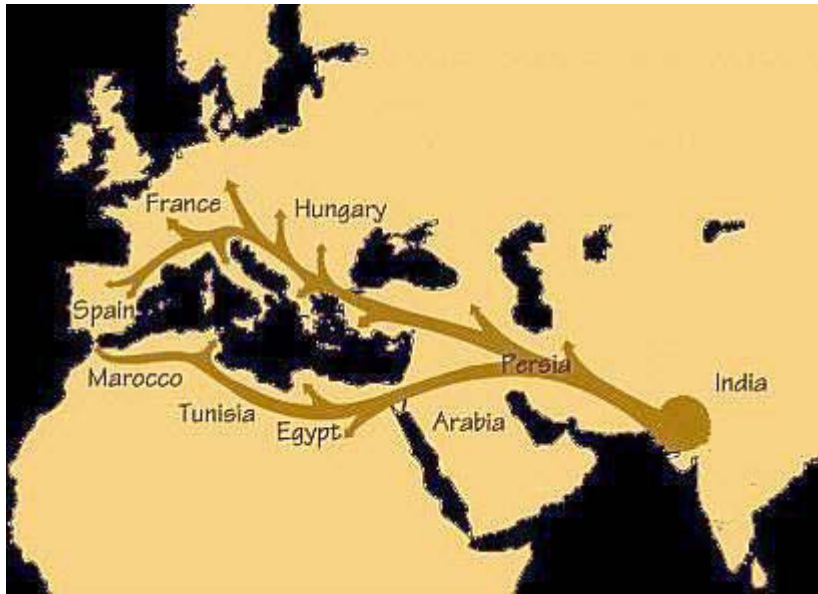 France
Hungary
Spain
Persia
Marocco
India
Tunisia
Egypt
Arabia